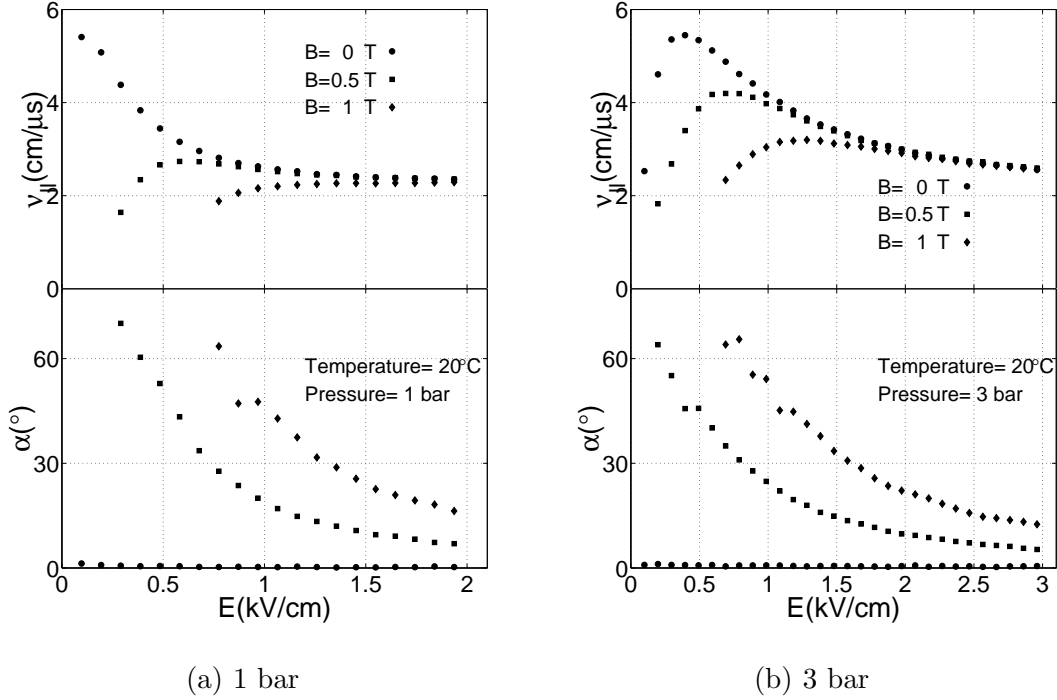 6
4
2
0
ν||(cm/μs)
B= 0 T
B=0.5 T
B= 1 T
60
30
0
α(°)
Temperature= 20°C
Pressure= 1 bar
0 0.5 1 1.5 2
E(kV/cm)
(a) 1 bar
6
4
2
0
ν||(cm/μs)
B= 0 T
B=0.5 T
B= 1 T
60
30
0
α(°)
Temperature= 20°C
Pressure= 3 bar
0 0.5 1 1.5 2 2.5 3
E(kV/cm)
(b) 3 bar